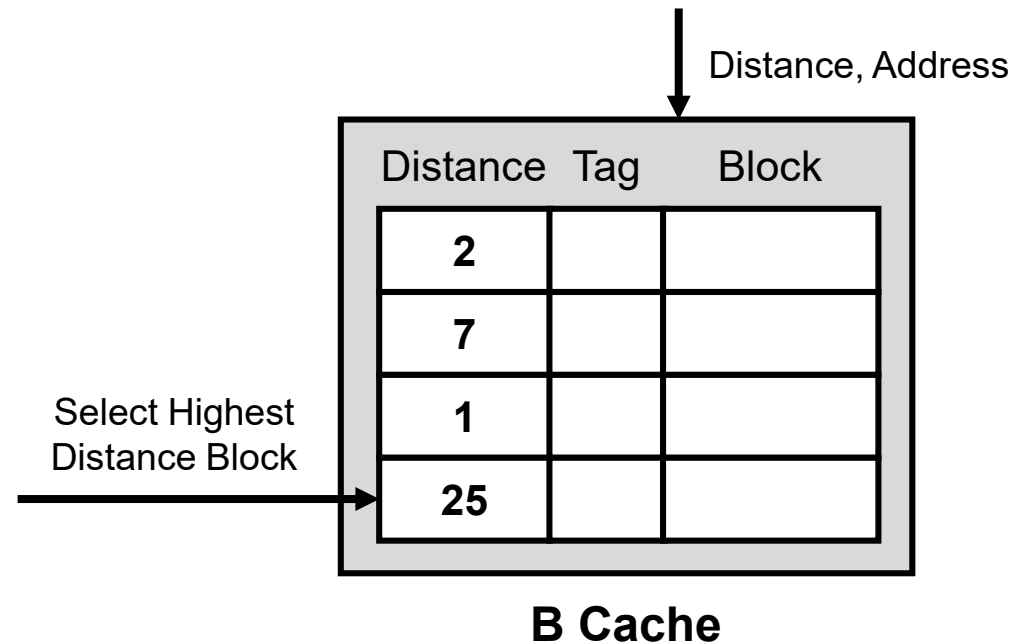 Distance, Address
Distance Tag Block
2
7
1
Select Highest
Distance Block
25
B Cache